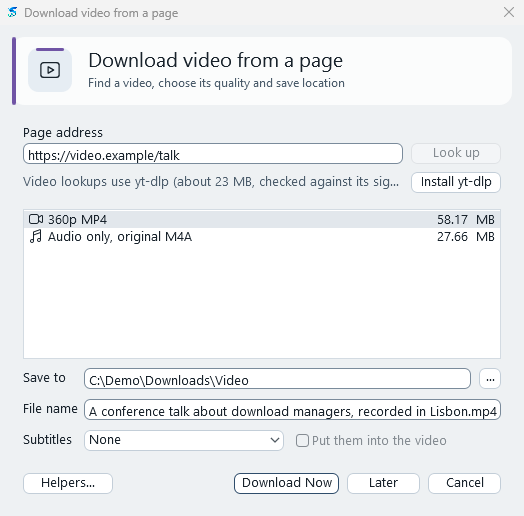 Download video from a page
Download video from a page
Find a video, choose its quality and save location
Page address
https://video.example/talk
Look up
Video lookups use yt-dlp (about 23 MB, checked against its sig...
Install yt-dlp
360p MP4 58.17 MB
Audio only, original M4A 27.66 MB
Save to C:\Demo\Downloads\Video ...
File name A conference talk about download managers, recorded in Lisbon.mp4
Subtitles None Put them into the video
Helpers... Download Now Later Cancel